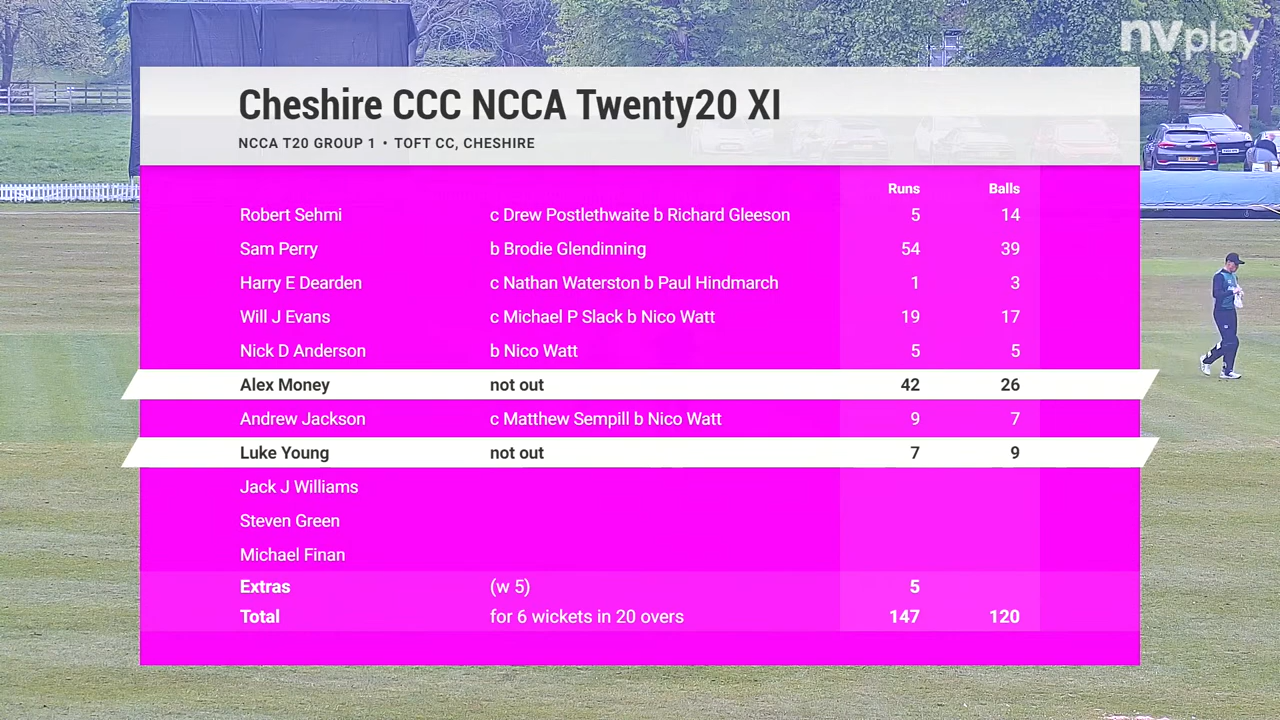 nvplay
Cheshire CCC NCCA Twenty20 XI
NCCA T20 GROUP 1 • TOFT CC, CHESHIRE
Runs Balls
Robert Sehmi c Drew Postlethwaite b Richard Gleeson 5 14
Sam Perry b Brodie Glendinning 54 39
Harry E Dearden c Nathan Waterston b Paul Hindmarch 1 3
Will J Evans c Michael P Slack b Nico Watt 19 17
Nick D Anderson b Nico Watt 5 5
Alex Money not out 42 26
Andrew Jackson c Matthew Sempill b Nico Watt 9 7
Luke Young not out 7 9
Jack J Williams
Steven Green
Michael Finan
Extras (w 5) 5
Total for 6 wickets in 20 overs 147 120